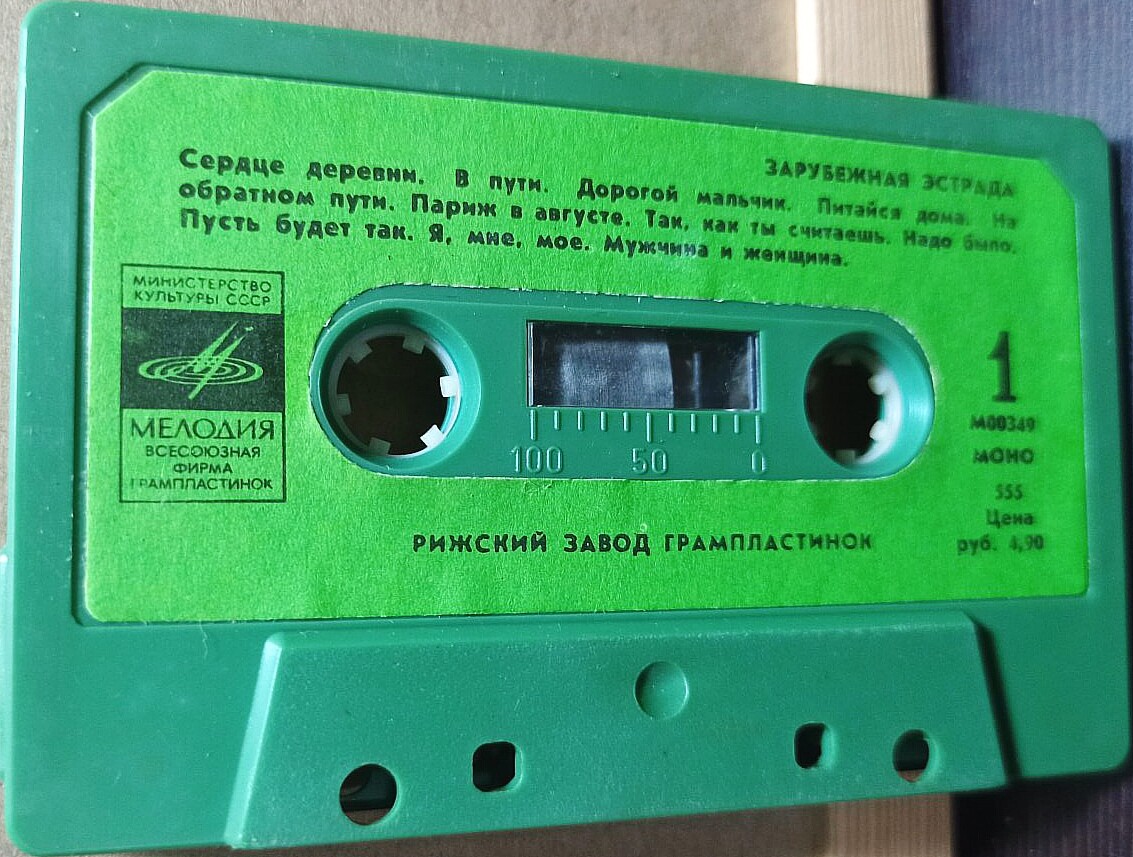 ЗАРУБЕЖНАЯ ЭСТРАДА
Сердце деревни. В пути. Дорогой мальчик. Питайся дома. На
обратном пути. Париж в августе. Так, как ты считаешь. Надо было.
Пусть будет так. Я, мне, мое. Мужчина и женщина.
МИНИСТЕРСТВО
КУЛЬТУРЫ СССР
МЕЛОДИЯ
ВСЕСОЮЗНАЯ
ФИРМА
ГРАМПЛАСТИНОК
1
М00349
МОНО
555
Цена
руб. 4,90
100 50 0
РИЖСКИЙ ЗАВОД ГРАМПЛАСТИНОК